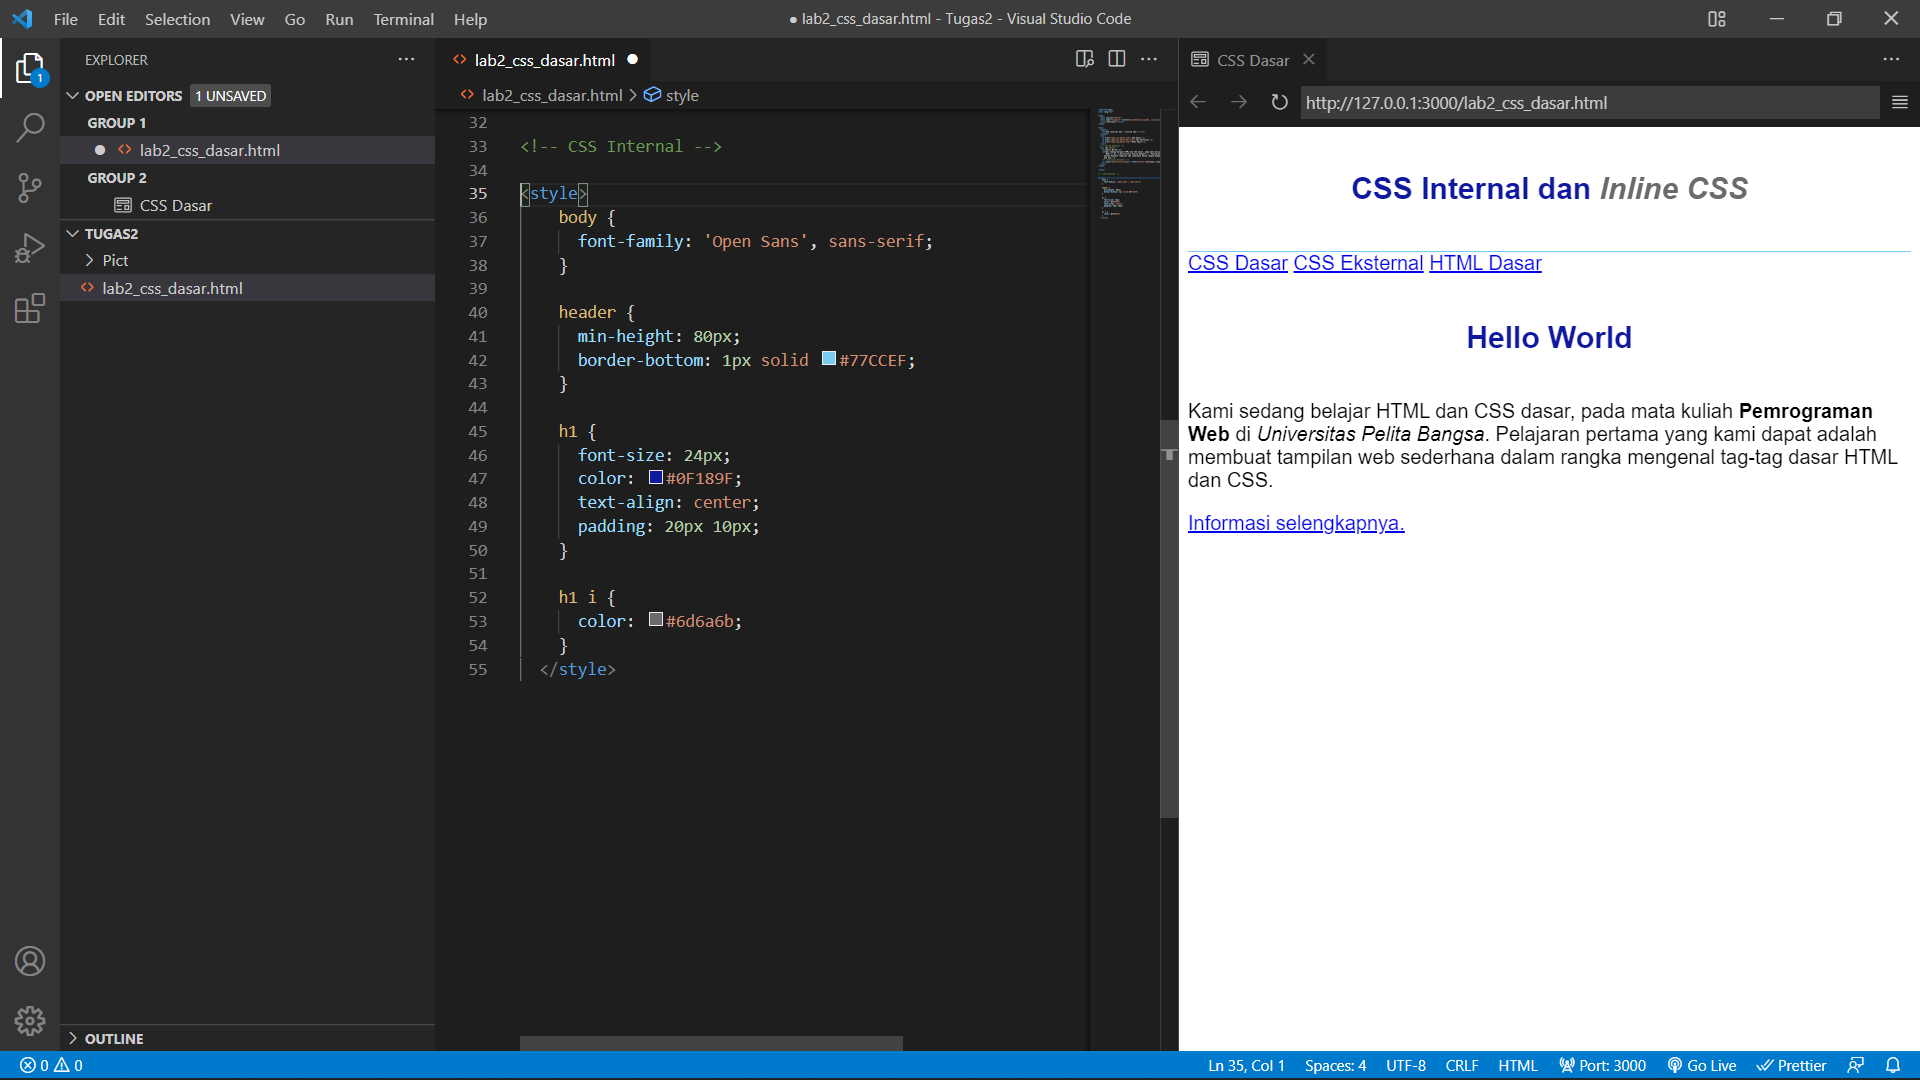 File Edit Selection View Go Run Terminal Help
● lab2_css_dasar.html - Tugas2 - Visual Studio Code
EXPLORER
OPEN EDITORS 1 UNSAVED
GROUP 1
lab2_css_dasar.html
GROUP 2
CSS Dasar
TUGAS2
Pict
lab2_css_dasar.html
OUTLINE
1
lab2_css_dasar.html
lab2_css_dasar.html > style
32
33 <!-- CSS Internal -->
34
35 <style>
36 body {
37 font-family: 'Open Sans', sans-serif;
38 }
39
40 header {
41 min-height: 80px;
42 border-bottom: 1px solid #77CCEF;
43 }
44
45 h1 {
46 font-size: 24px;
47 color: #0F189F;
48 text-align: center;
49 padding: 20px 10px;
50 }
51
52 h1 i {
53 color: #6d6a6b;
54 }
55 </style>
CSS Dasar
http://127.0.0.1:3000/lab2_css_dasar.html
CSS Internal dan Inline CSS
CSS Dasar CSS Eksternal HTML Dasar
Hello World
Kami sedang belajar HTML dan CSS dasar, pada mata kuliah Pemrograman
Web di Universitas Pelita Bangsa. Pelajaran pertama yang kami dapat adalah
membuat tampilan web sederhana dalam rangka mengenal tag-tag dasar HTML
dan CSS.
Informasi selengkapnya.
0 0
Ln 35, Col 1 Spaces: 4 UTF-8 CRLF HTML Port: 3000 Go Live Prettier